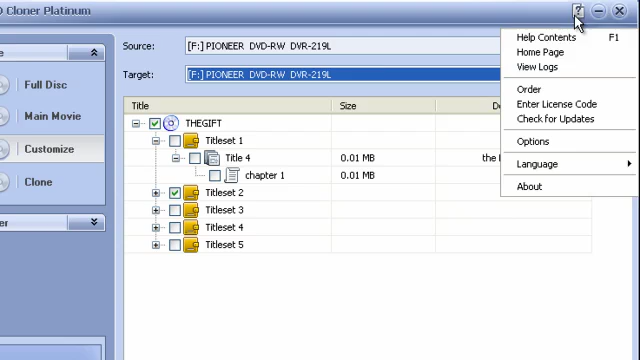 Cloner Platinum
?
Source: [F:] PIONEER DVD-RW DVR-219L
Target: [F:] PIONEER DVD-RW DVR-219L
Full Disc
Main Movie
Customize
Clone
Title Size
THEGIFT
Titleset 1
Title 4 0.01 MB the
chapter 1 0.01 MB
Titleset 2
Titleset 3
Titleset 4
Titleset 5
Help Contents F1
Home Page
View Logs
Order
Enter License Code
Check for Updates
Options
Language
About